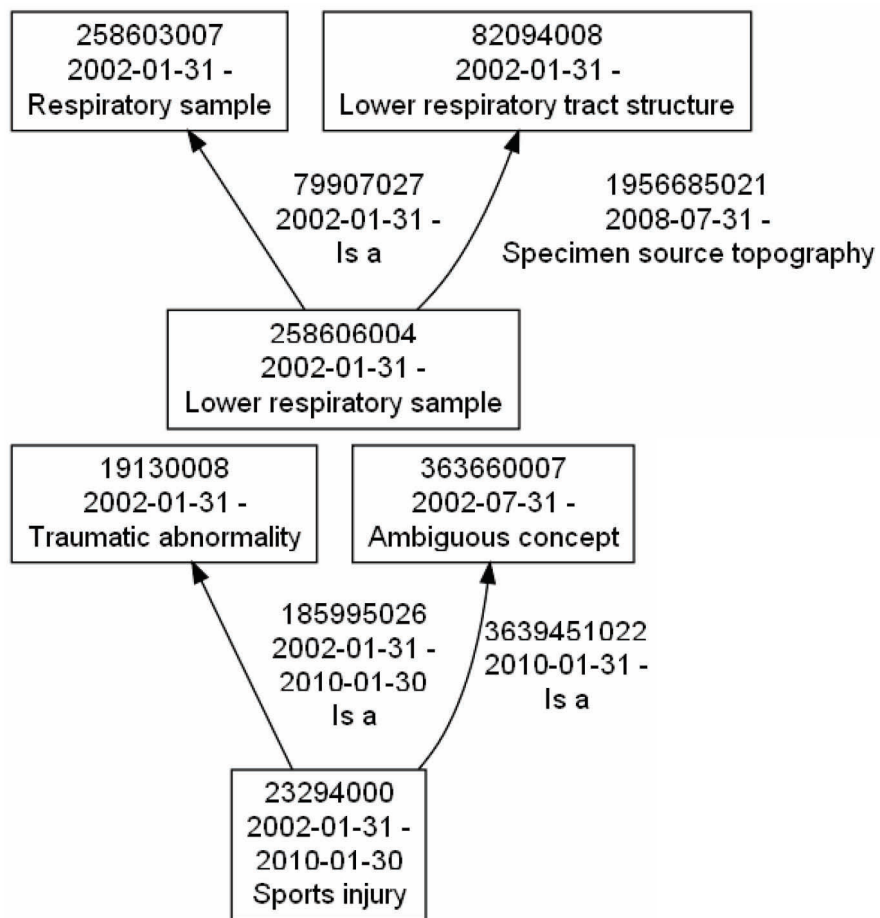 258603007
2002-01-31 -
Respiratory sample
82094008
2002-01-31 -
Lower respiratory tract structure
79907027
2002-01-31 -
Is a
1956685021
2008-07-31 -
Specimen source topography
258606004
2002-01-31 -
Lower respiratory sample
19130008
2002-01-31 -
Traumatic abnormality
363660007
2002-07-31 -
Ambiguous concept
185995026
2002-01-31 -
2010-01-30
Is a
3639451022
2010-01-31 -
Is a
23294000
2002-01-31 -
2010-01-30
Sports injury